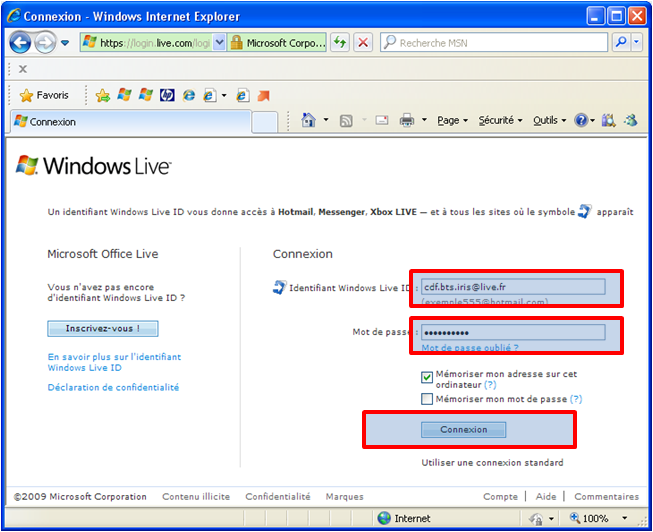 Connexion - Windows Internet Explorer
https://login.live.com/logi
Microsoft Corpo...
Recherche MSN
x
Favoris
Connexion
Page
Sécurité
Outils
Windows Live
Un identifiant Windows Live ID vous donne accès à Hotmail, Messenger, Xbox LIVE — et à tous les sites où le symbole apparaît
Microsoft Office Live
Vous n'avez pas encore
d'identifiant Windows Live ID ?
Inscrivez-vous !
En savoir plus sur l'identifiant
Windows Live ID
Déclaration de confidentialité
Connexion
Identifiant Windows Live ID :
cdf.bts.iris@live.fr
(exemple555@hotmail.com)
Mot de passe :
••••••••••
Mot de passe oublié ?
Mémoriser mon adresse sur cet
ordinateur (?)
Mémoriser mon mot de passe (?)
Connexion
Utiliser une connexion standard
©2009 Microsoft Corporation
Contenu illicite
Confidentialité
Marques
Compte
Aide
Commentaires
Internet
100%